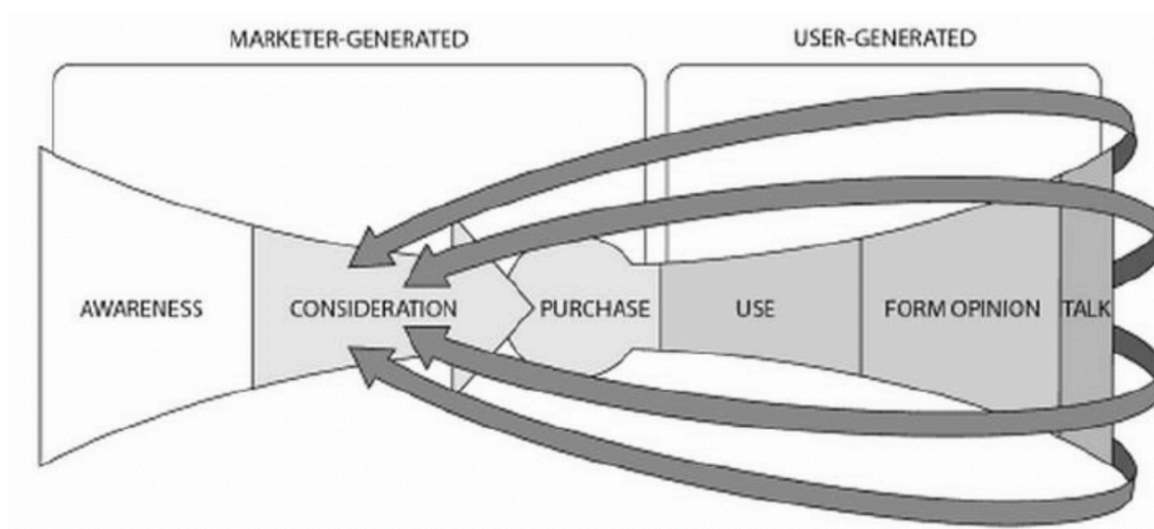 MARKETER-GENERATED
USER-GENERATED
AWARENESS
CONSIDERATION
PURCHASE
USE
FORM OPINION
TALK